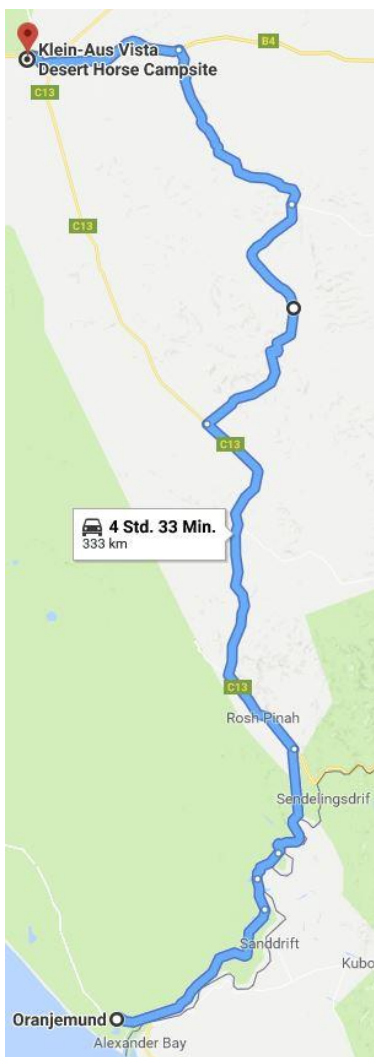 Klein-Aus Vista
Desert Horse Campsite
B4
C13
C13
C13
4 Std. 33 Min.
333 km
C13
Rosh Pinah
Sendelingsdrif
Sanddrift
Kubo
Oranjemund
Alexander Bay